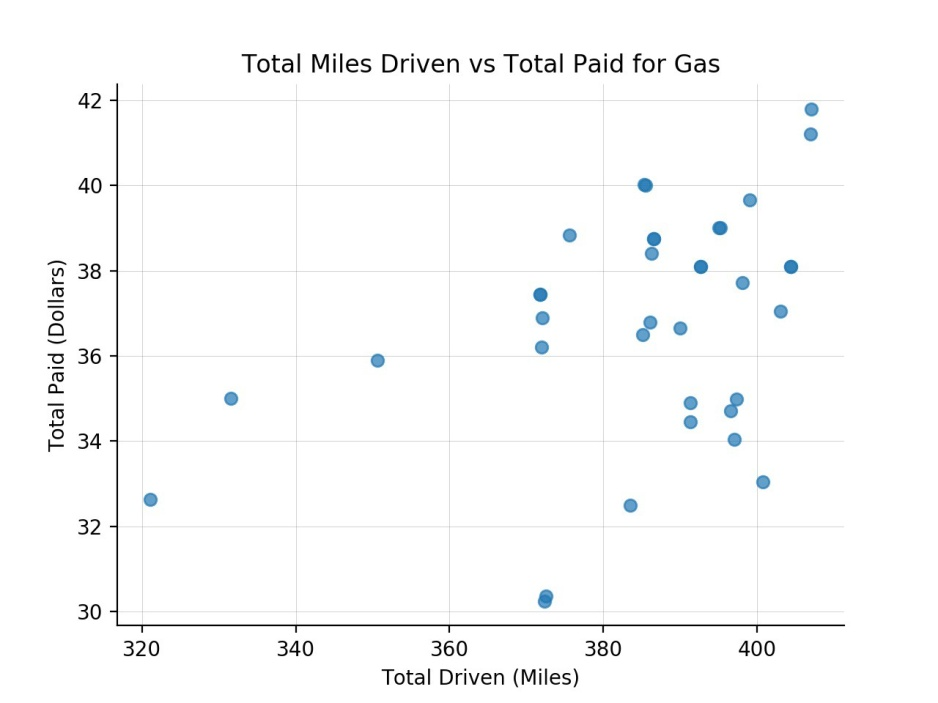 Total Miles Driven vs Total Paid for Gas
42
40
38
36
34
32
30
Total Paid (Dollars)
320 340 360 380 400
Total Driven (Miles)